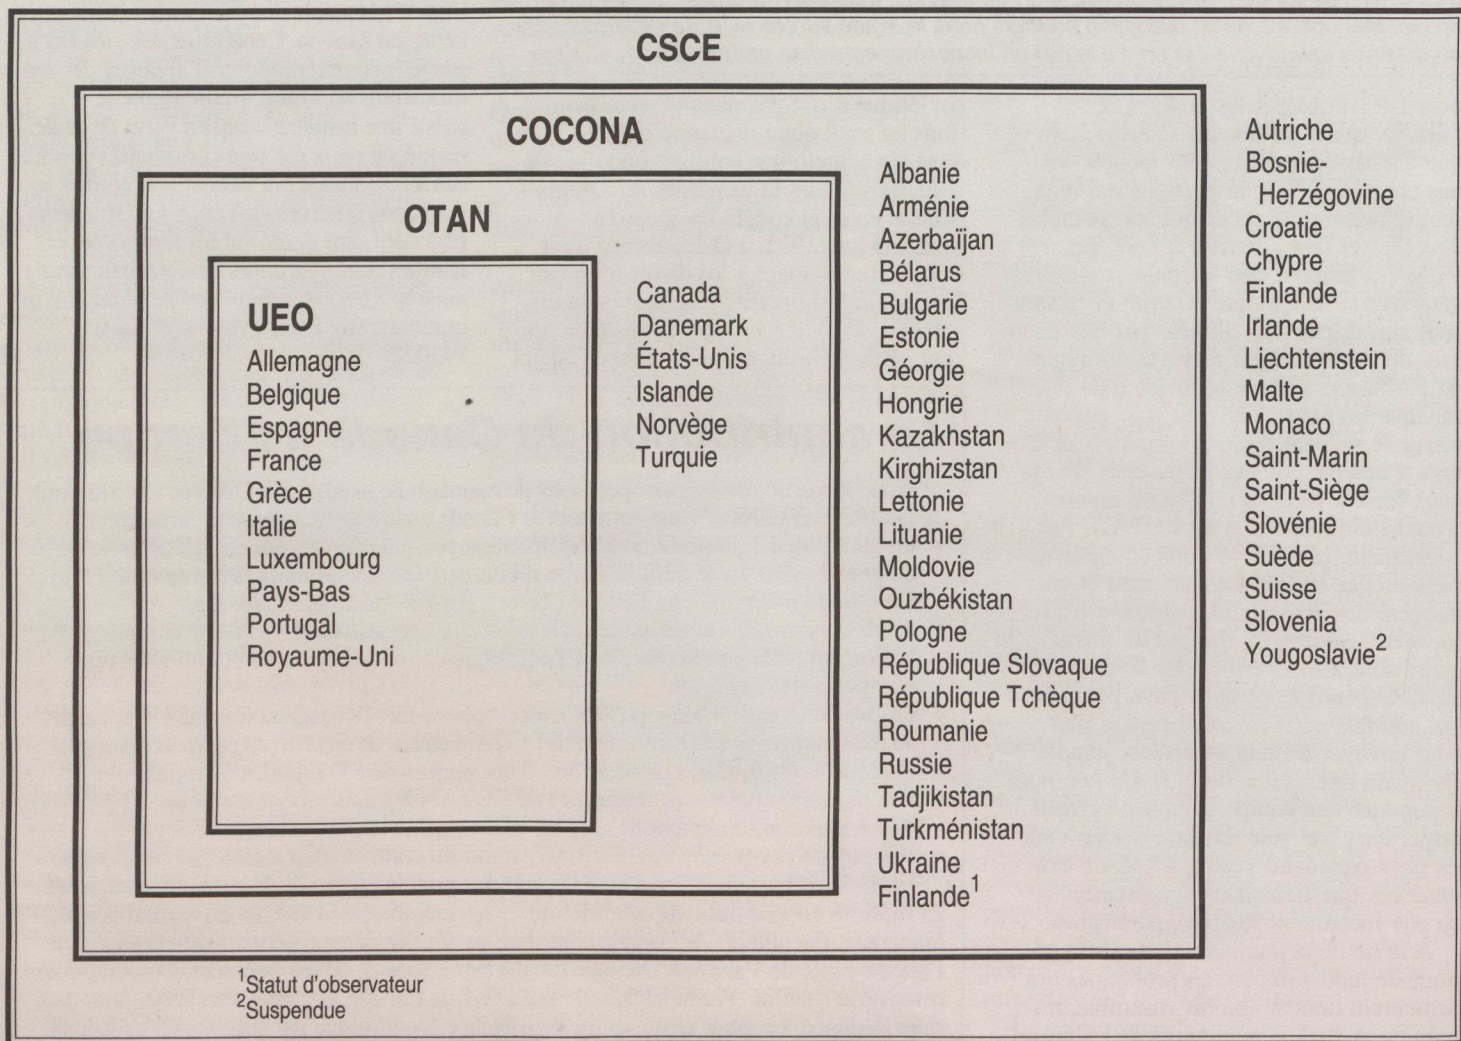 CSCE
COCONA
OTAN
UEO
Allemagne
Belgique
Espagne
France
Grèce
Italie
Luxembourg
Pays-Bas
Portugal
Royaume-Uni
Canada
Danemark
États-Unis
Islande
Norvège
Turquie
Albanie
Arménie
Azerbaïjan
Bélarus
Bulgarie
Estonie
Géorgie
Hongrie
Kazakhstan
Kirghizstan
Lettonie
Lituanie
Moldovie
Ouzbékistan
Pologne
République Slovaque
République Tchèque
Roumanie
Russie
Tadjikistan
Turkménistan
Ukraine
Finlande¹
Autriche
Bosnie-
Herzégovine
Croatie
Chypre
Finlande
Irlande
Liechtenstein
Malte
Monaco
Saint-Marin
Saint-Siège
Slovénie
Suède
Suisse
Slovenia
Yougoslavie²
¹Statut d'observateur
²Suspendue